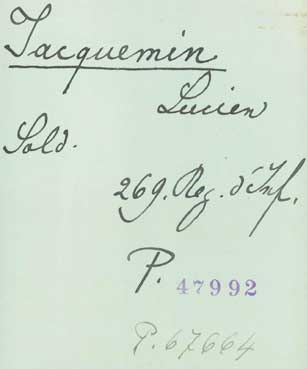 Jacquemin
Lucien
Sold.
269. Reg. d'Inf.
P. 47992
P. 67664